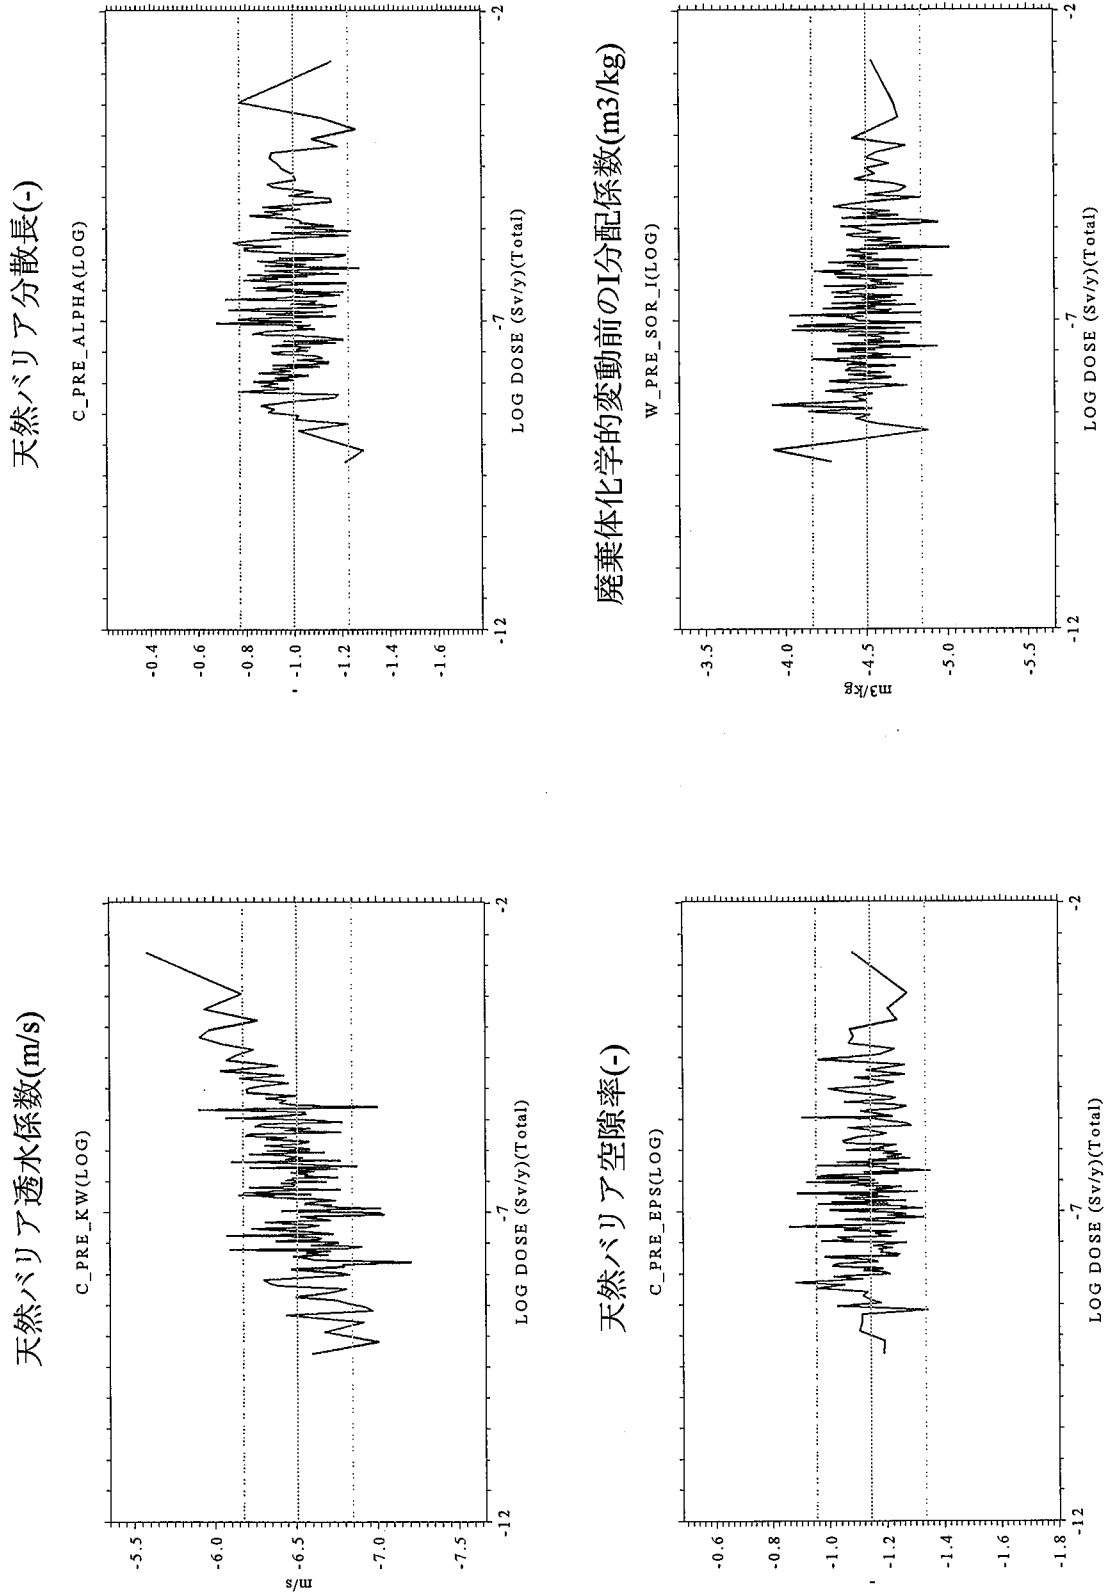 天然バリア透水係数(m/s)
C_PRE_KW(LOG)
-5.5
-6.0
-6.5
-7.0
-7.5
m/s
-12
-7
-2
LOG DOSE (Sv/y)(Total)
天然バリア分散長(-)
C_PRE_ALPHA(LOG)
-0.4
-0.6
-0.8
-1.0
-1.2
-1.4
-1.6
-
-12
-7
-2
LOG DOSE (Sv/y)(Total)
天然バリア空隙率(-)
C_PRE_EPS(LOG)
-0.6
-0.8
-1.0
-1.2
-1.4
-1.6
-1.8
-
-12
-7
-2
LOG DOSE (Sv/y)(Total)
廃棄体化学的変動前のI分配係数(m3/kg)
W_PRE_SOR_I(LOG)
-3.5
-4.0
-4.5
-5.0
-5.5
m3/kg
-12
-7
-2
LOG DOSE (Sv/y)(Total)